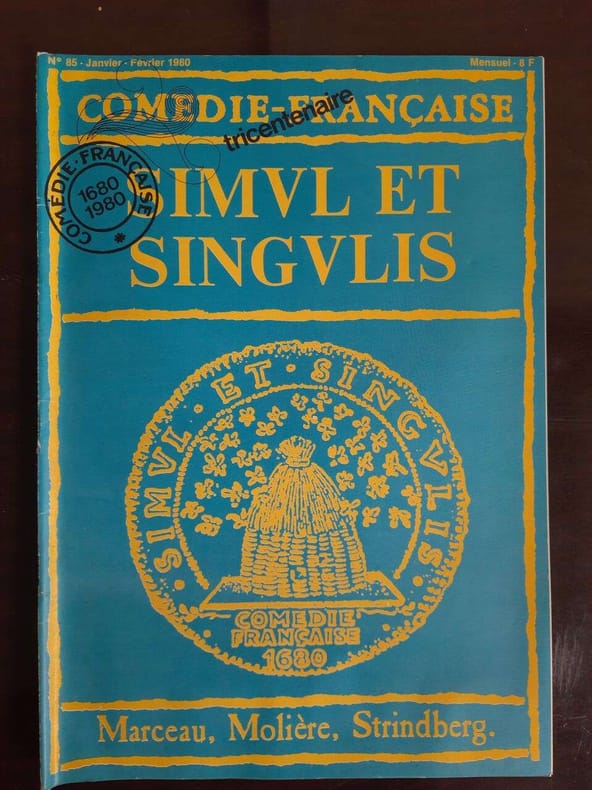 N° 85 - Janvier - Février 1980
Mensuel - 8 F
COMEDIE-FRANÇAISE
tricentenaire
COMÉDIE·FRANÇAISE
1680
1980
SIMVL ET
SINGVLIS
·SIMVL·ET·SINGVLIS·
COMEDIE
FRANÇAISE
1680
Marceau, Molière, Strindberg.